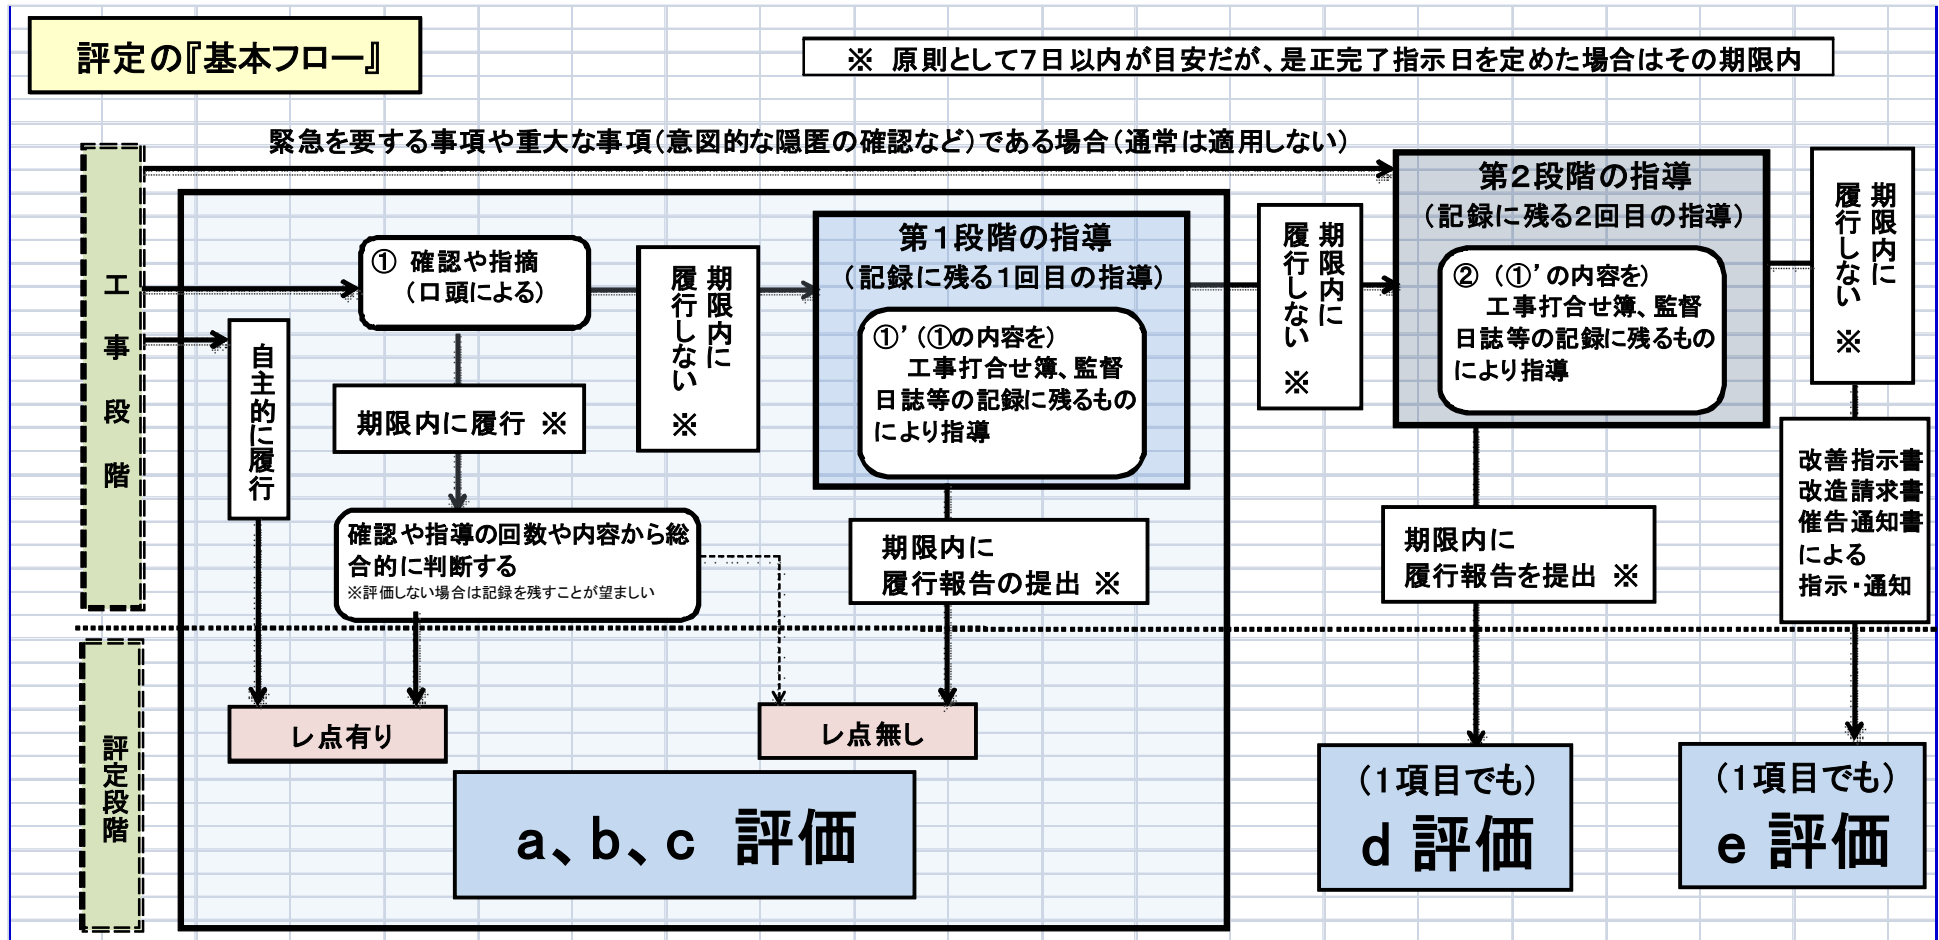 評定の『基本フロー』
※ 原則として7日以内が目安だが、是正完了指示日を定めた場合はその期限内
緊急を要する事項や重大な事項(意図的な隠匿の確認など)である場合(通常は適用しない)
工事段階
自主的に履行
① 確認や指摘
(口頭による)
期限内に履行 ※
確認や指導の回数や内容から総
合的に判断する
※評価しない場合は記録を残すことが望ましい
期限内に
履行しない ※
第1段階の指導
(記録に残る1回目の指導)
①’(①の内容を)
工事打合せ簿、監督
日誌等の記録に残るもの
により指導
期限内に
履行報告の提出 ※
期限内に
履行しない ※
第2段階の指導
(記録に残る2回目の指導)
② (①’の内容を)
工事打合せ簿、監督
日誌等の記録に残るもの
により指導
期限内に
履行報告を提出 ※
期限内に
履行しない ※
改善指示書
改造請求書
催告通知書
による
指示・通知
評定段階
レ点有り
レ点無し
a、b、c 評価
(1項目でも)
d 評価
(1項目でも)
e 評価